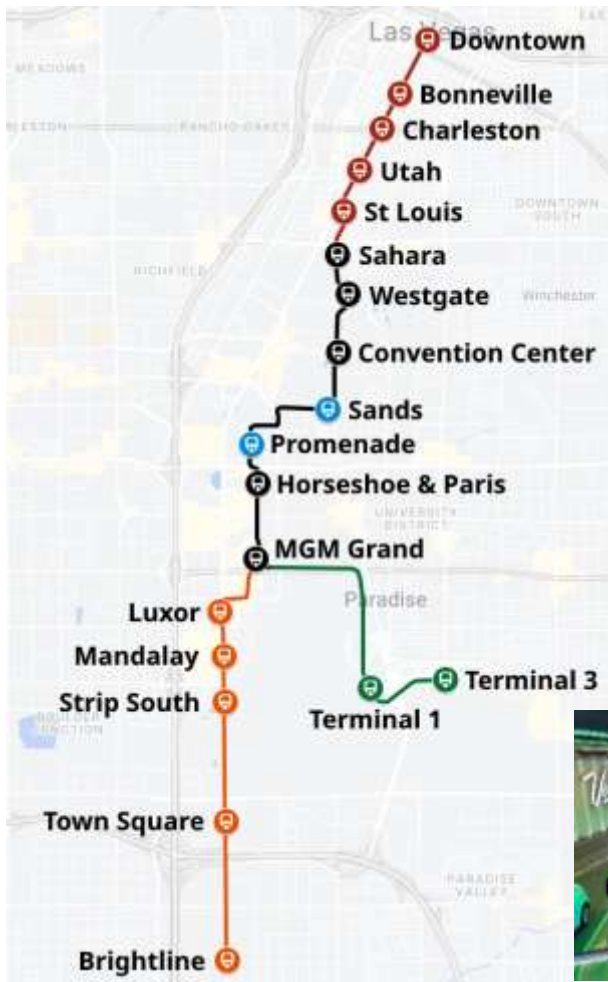 Las Vegas
Downtown
MEADOWS
Bonneville
Charleston
RANCHO OAKES
Utah
St Louis
DOWNTOWN
SOUTH
Sahara
RICHFIELD
Westgate
Winchester
Convention Center
Sands
Promenade
Horseshoe & Paris
UNIVERSITY
DISTRICT
MGM Grand
Paradise
Luxor
Mandalay
Strip South
Terminal 3
Terminal 1
JUNCTION
Town Square
PARADISE
VALLEY
Brightline